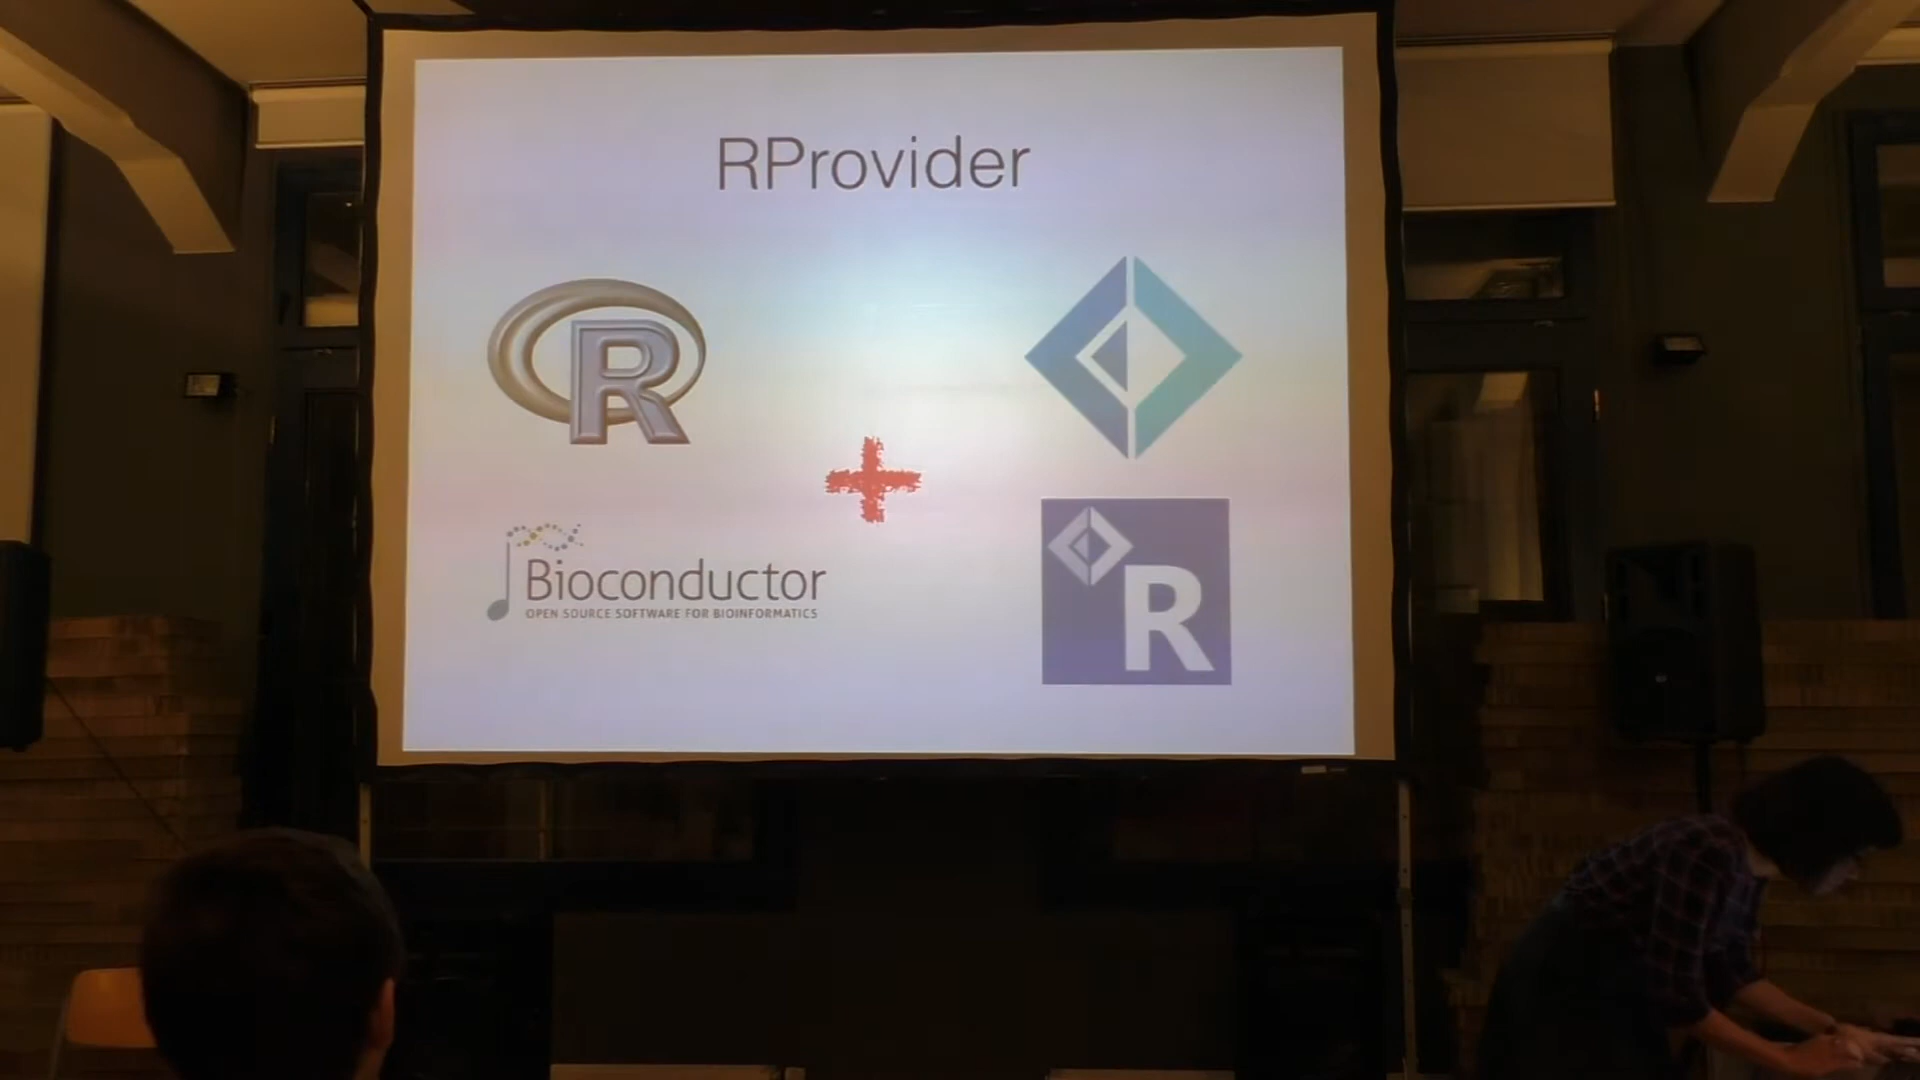 RProvider
R
Bioconductor
OPEN SOURCE SOFTWARE FOR BIOINFORMATICS
R